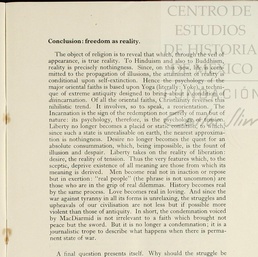 CENTRO DE
ESTUDIOS
DE HISTORIA
Conclusion: freedom as reality.
The object of religion is to reveal that which, through the veil of
appearance, is true reality. To Hinduism and also to Buddhism,
reality is precisely nothingness. Since, on this view, life is
mitted to the propagation of illusions, the attainment of reality is
conditional upon self-extinction. Hence the psychology of the
major oriental faiths is based upon Yoga (literally: Yoke), a techni-
que of extreme antiquity designed to bring about a condition of
disincarnation. Of all the oriental faiths, Christianity reverses this
nihilistic trend. It involves, so to speak, a reorientation. The
Incarnation is the sign of the redemption not merely of man but of
nature: its psychology, therefore, is the psychology of
Liberty no longer becomes a placid or static condition, to which,
since such a state is unrealisable on earth, the nearest approxima-
tion is nothingness. Desire no longer becomes the quest for an
absolute consummation, which, being impossible, is the fount of
illusion and despair. Liberty takes on the reality of liberation:
desire, the reality of tension. Thus the very features which, to the
sceptic, deprive existence of all meaning are those from which its
meaning is derived. Men become real not in inaction or repose
but in exertion: "real people" (the phrase is not uncommon) are
those who are in the grip of real dilemmas. History becomes real
by the same process. Love becomes real in loving. And since the
war against tyranny in all its forms is unrelaxing, the struggles and
upheavals of our civilisation are not less but if possible more
violent than those of antiquity. In short, the condemnation voiced
by MacDiarmid is not irrelevant to a faith which brought not
peace but the sword. But it is no longer a condemnation; it is a
journalistic trope to describe what happens when there is perma-
nent state of war.
A final question presents itself. Why should the struggle be